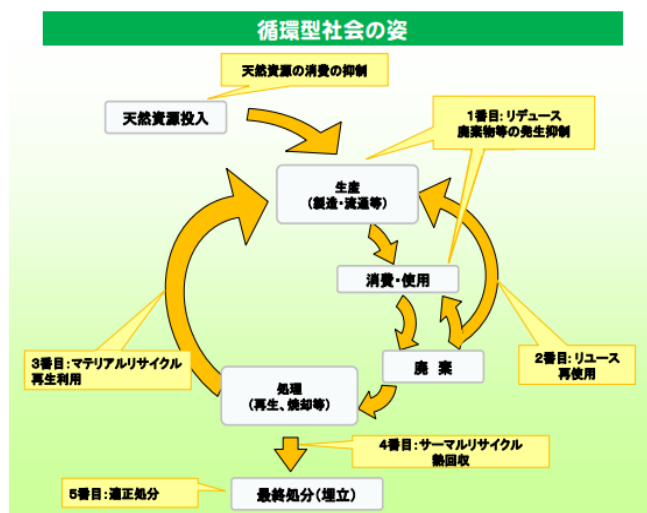 循環型社会の姿
天然資源の消費の抑制
天然資源投入
1番目:リデュース
廃棄物等の発生抑制
生産
(製造・流通等)
消費・使用
3番目:マテリアルリサイクル
再生利用
廃 棄
2番目:リユース
再使用
処理
(再生、焼却等)
4番目:サーマルリサイクル
熱回収
5番目:適正処分
最終処分(埋立)